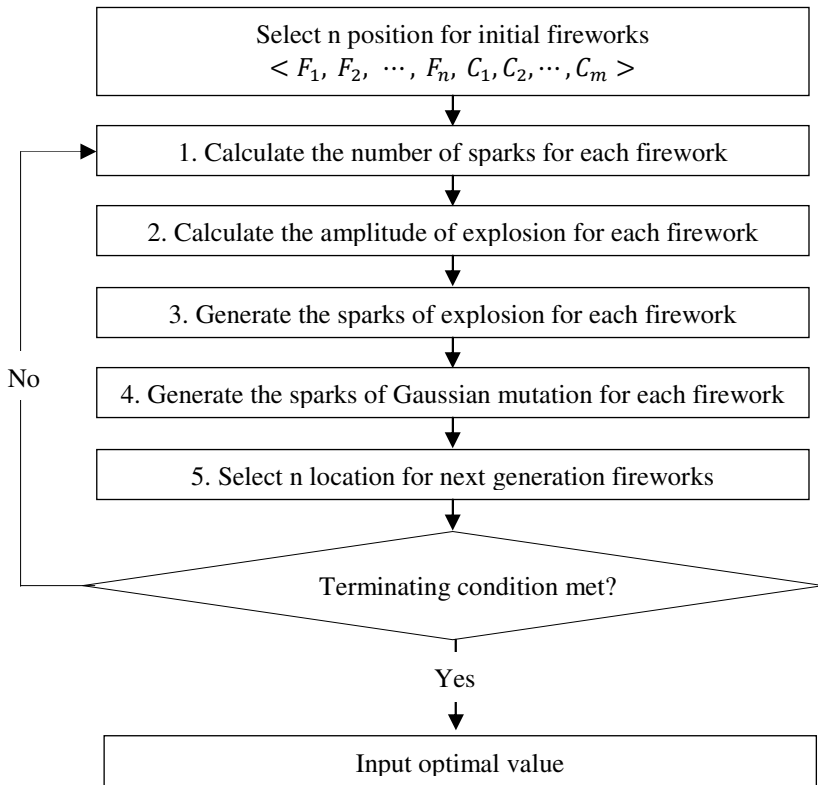 Select n position for initial fireworks
< F₁, F₂, ⋯, Fₙ, C₁, C₂, ⋯, Cₘ >
1. Calculate the number of sparks for each firework
2. Calculate the amplitude of explosion for each firework
3. Generate the sparks of explosion for each firework
No
4. Generate the sparks of Gaussian mutation for each firework
5. Select n location for next generation fireworks
Terminating condition met?
Yes
Input optimal value